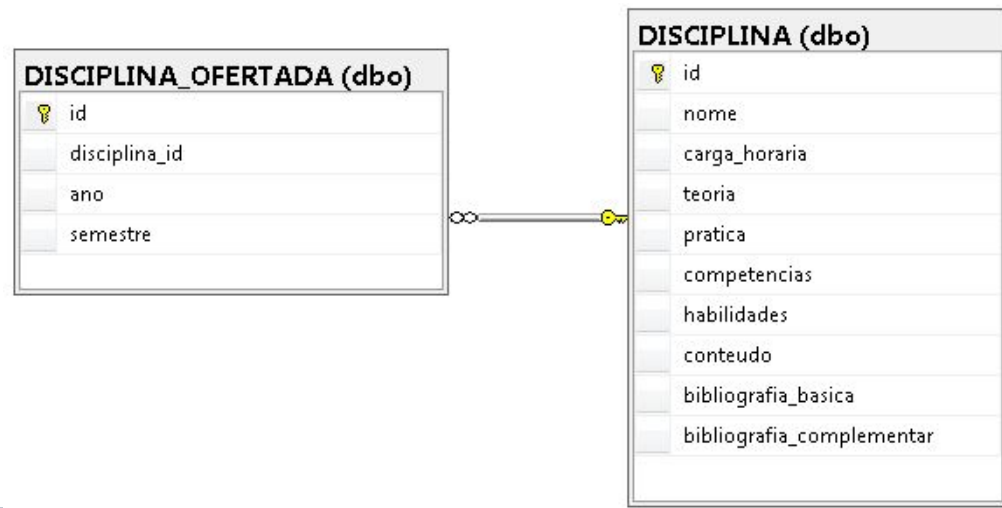 DISCIPLINA_OFERTADA (dbo)
id
disciplina_id
ano
semestre
DISCIPLINA (dbo)
id
nome
carga_horaria
teoria
pratica
competencias
habilidades
conteudo
bibliografia_basica
bibliografia_complementar